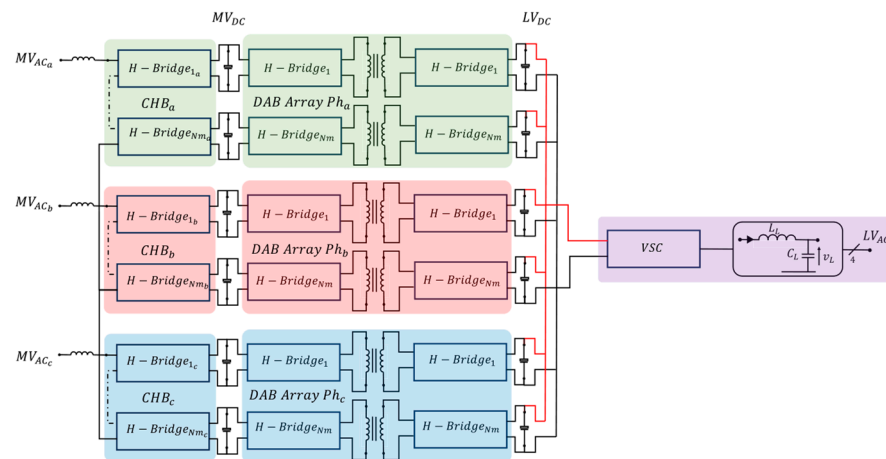 MV_DC LV_DC
MV_ACa H − Bridge_1a H − Bridge_1 H − Bridge_1
CHB_a DAB Array Ph_a
H − Bridge_Nma H − Bridge_Nm H − Bridge_Nm
MV_ACb H − Bridge_1b H − Bridge_1 H − Bridge_1
CHB_b DAB Array Ph_b
H − Bridge_Nmb H − Bridge_Nm H − Bridge_Nm
VSC L_L C_L v_L 4 LV_AC
MV_ACc H − Bridge_1c H − Bridge_1 H − Bridge_1
CHB_c DAB Array Ph_c
H − Bridge_Nmc H − Bridge_Nm H − Bridge_Nm